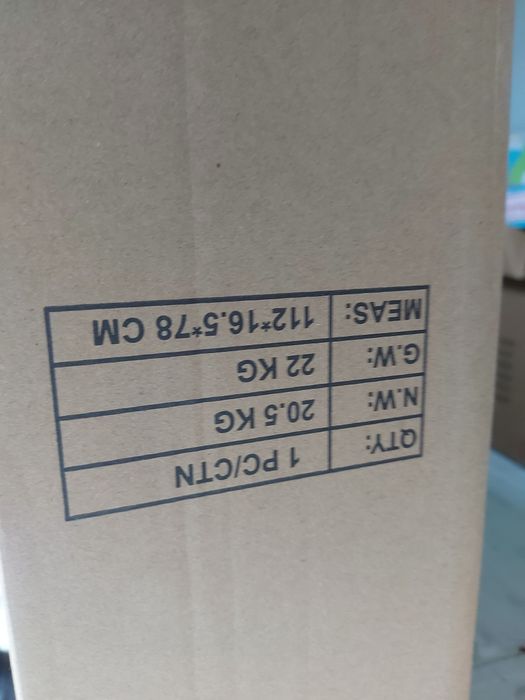 QTY: 1 PC/CTN
N.W: 20.5 KG
G.W: 22 KG
MEAS: 112*16.5*78 CM